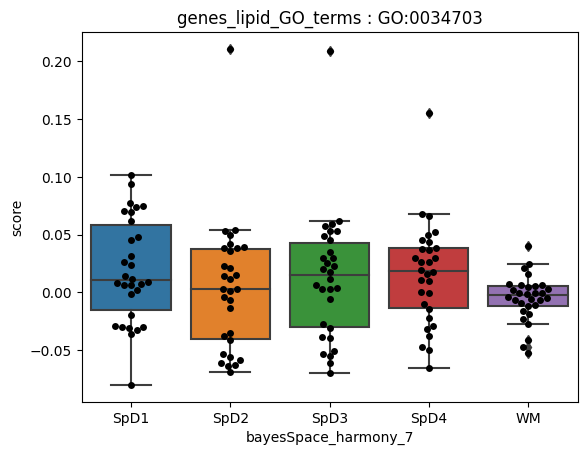 genes_lipid_GO_terms : GO:0034703
0.20
0.15
0.10
0.05
0.00
−0.05
score
SpD1 SpD2 SpD3 SpD4 WM
bayesSpace_harmony_7